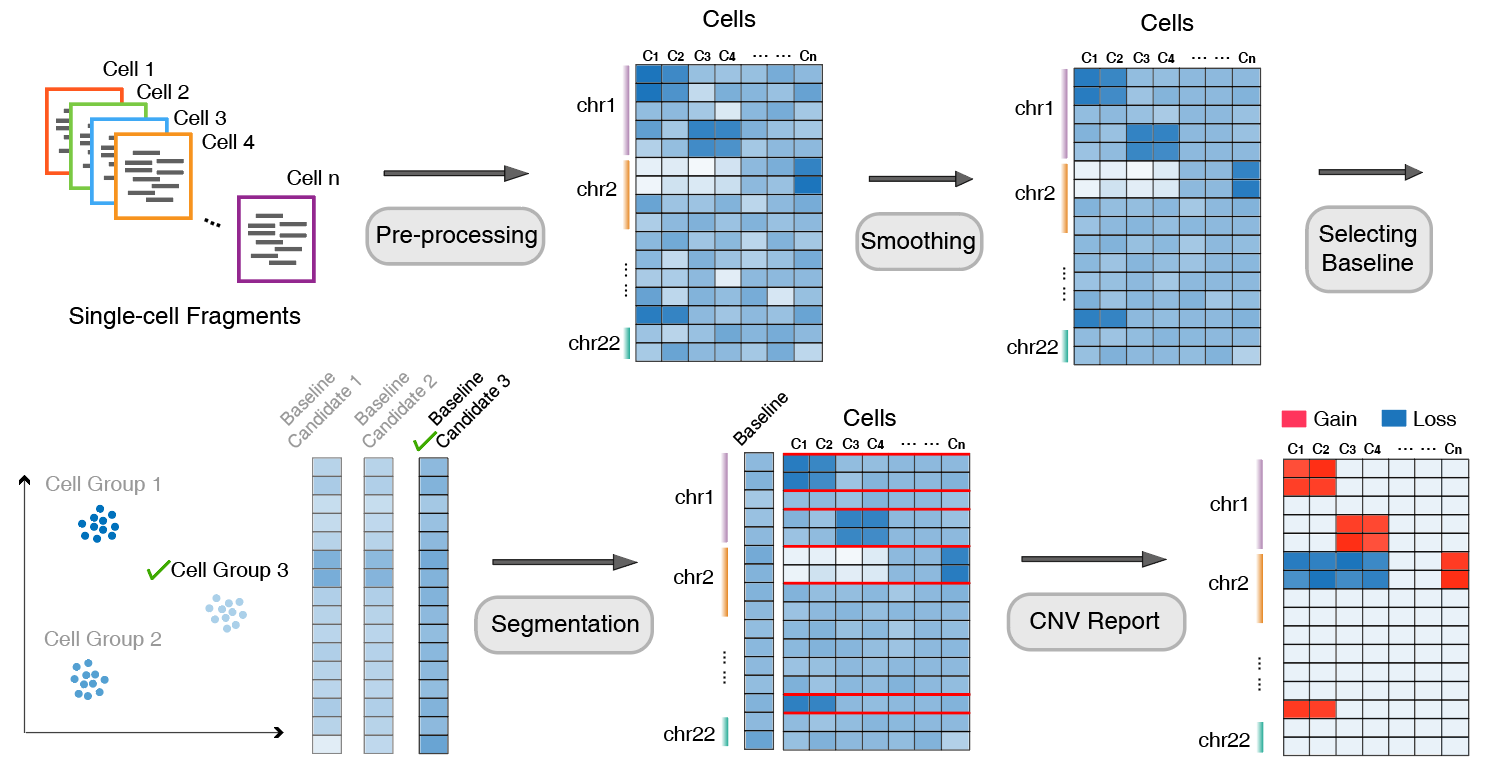 Cell 1
Cell 2
Cell 3
Cell 4
...
Cell n
Single-cell Fragments
Pre-processing
Cells
C1 C2 C3 C4 ... ... Cn
chr1
chr2
......
chr22
Smoothing
Cells
C1 C2 C3 C4 ... ... Cn
chr1
chr2
......
chr22
Selecting
Baseline
Cell Group 1
Cell Group 3
Cell Group 2
Baseline
Candidate 1
Baseline
Candidate 2
Baseline
Candidate 3
Segmentation
Baseline
Cells
C1 C2 C3 C4 ... ... Cn
chr1
chr2
......
chr22
CNV Report
Gain Loss
C1 C2 C3 C4 ... ... Cn
chr1
chr2
......
chr22